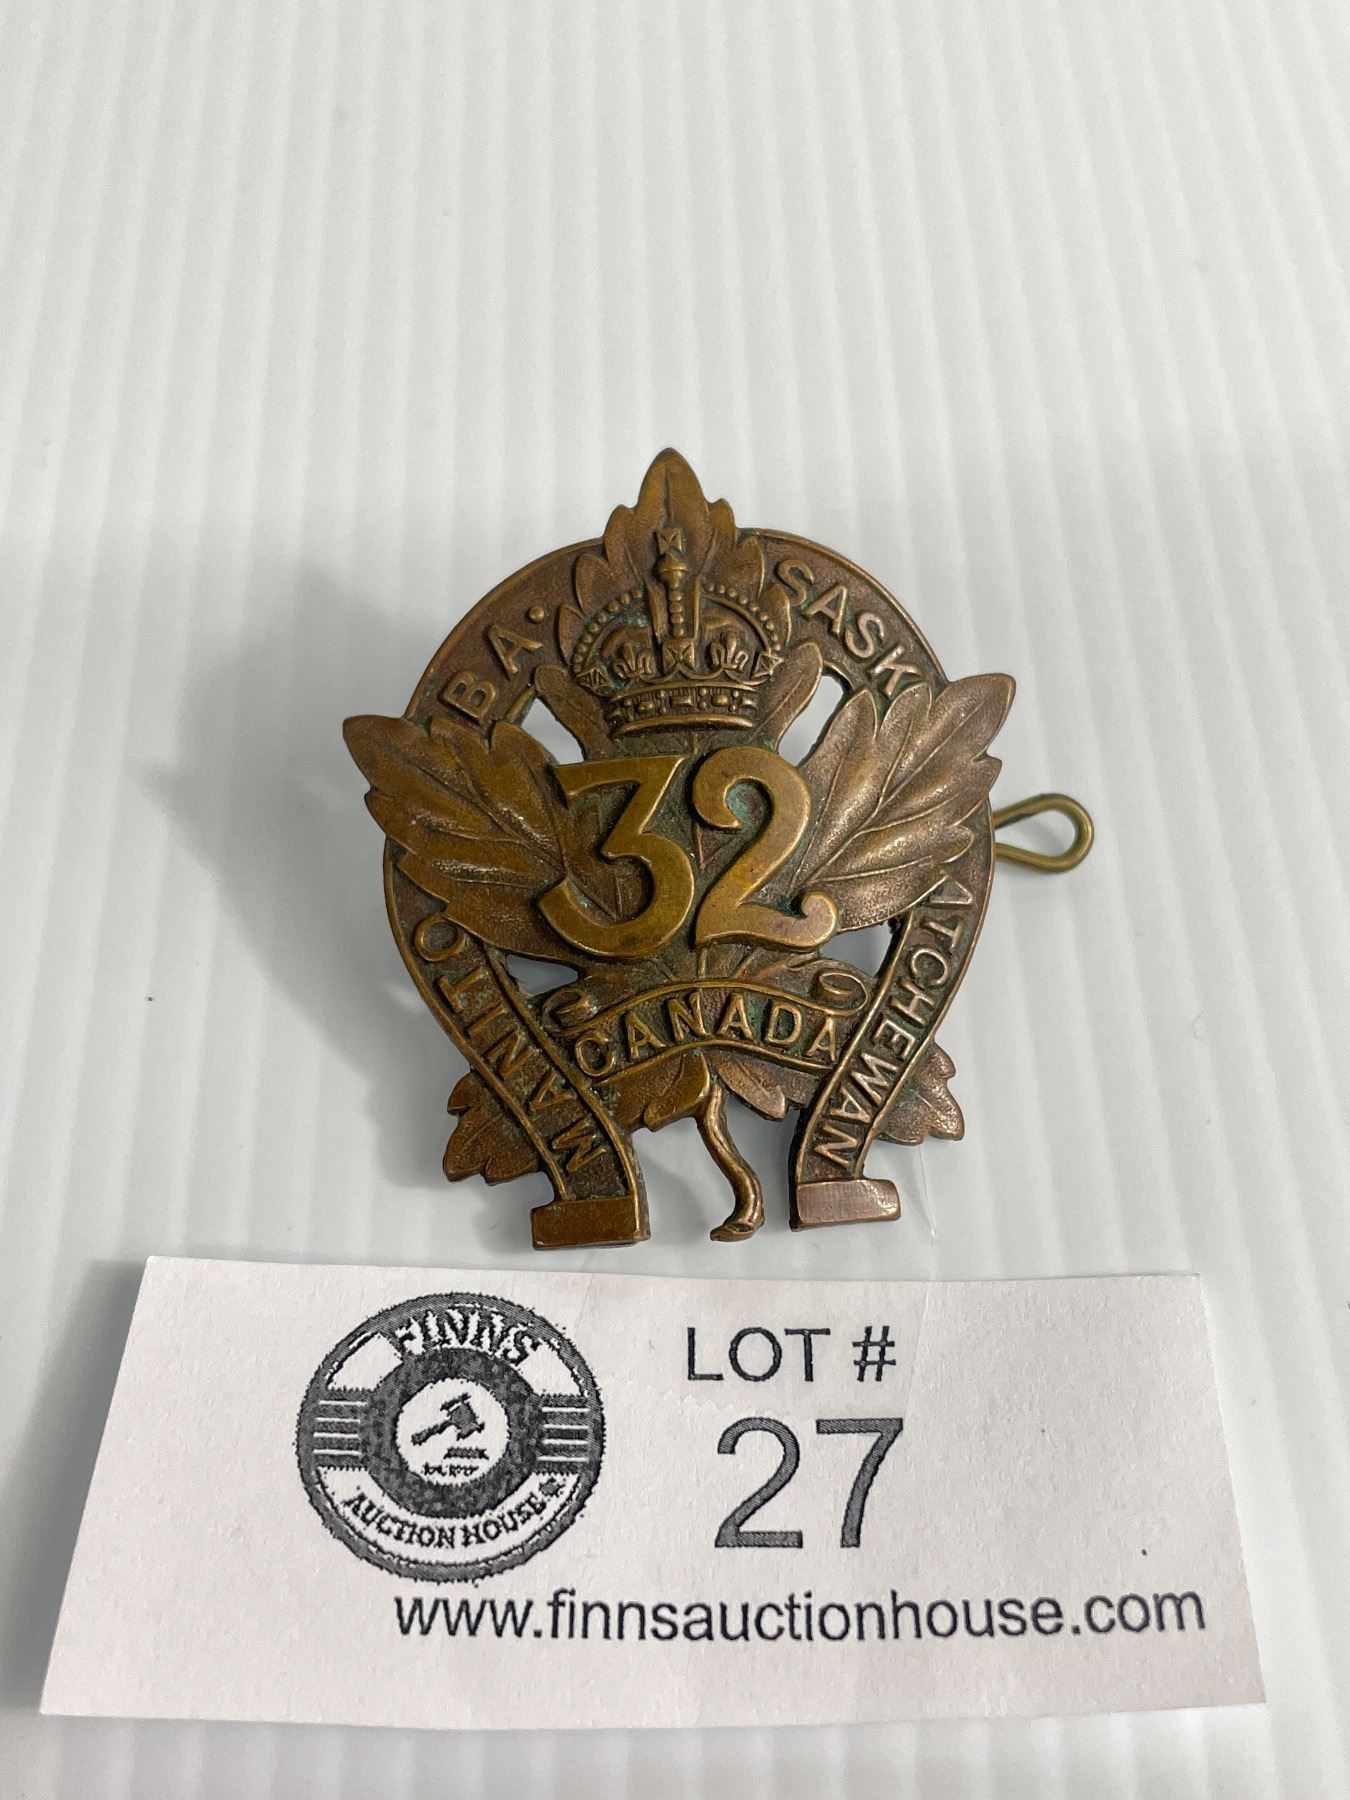 MANITO BA. SASK ATCHEWAN
32
CANADA
FINNS
AUCTION HOUSE
LOT #
27
www.finnsauctionhouse.com